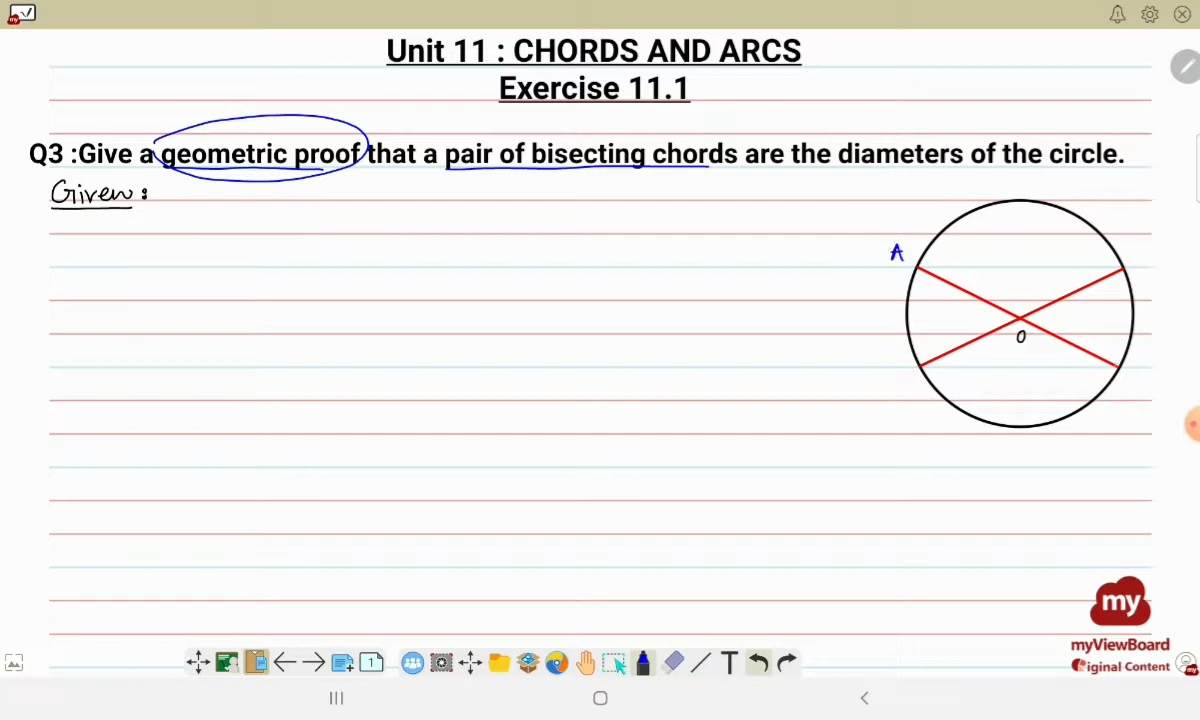 Unit 11 : CHORDS AND ARCS
Exercise 11.1
Q3 :Give a geometric proof that a pair of bisecting chords are the diameters of the circle.
Given :
A
O
1
T
my
myViewBoard
Original Content